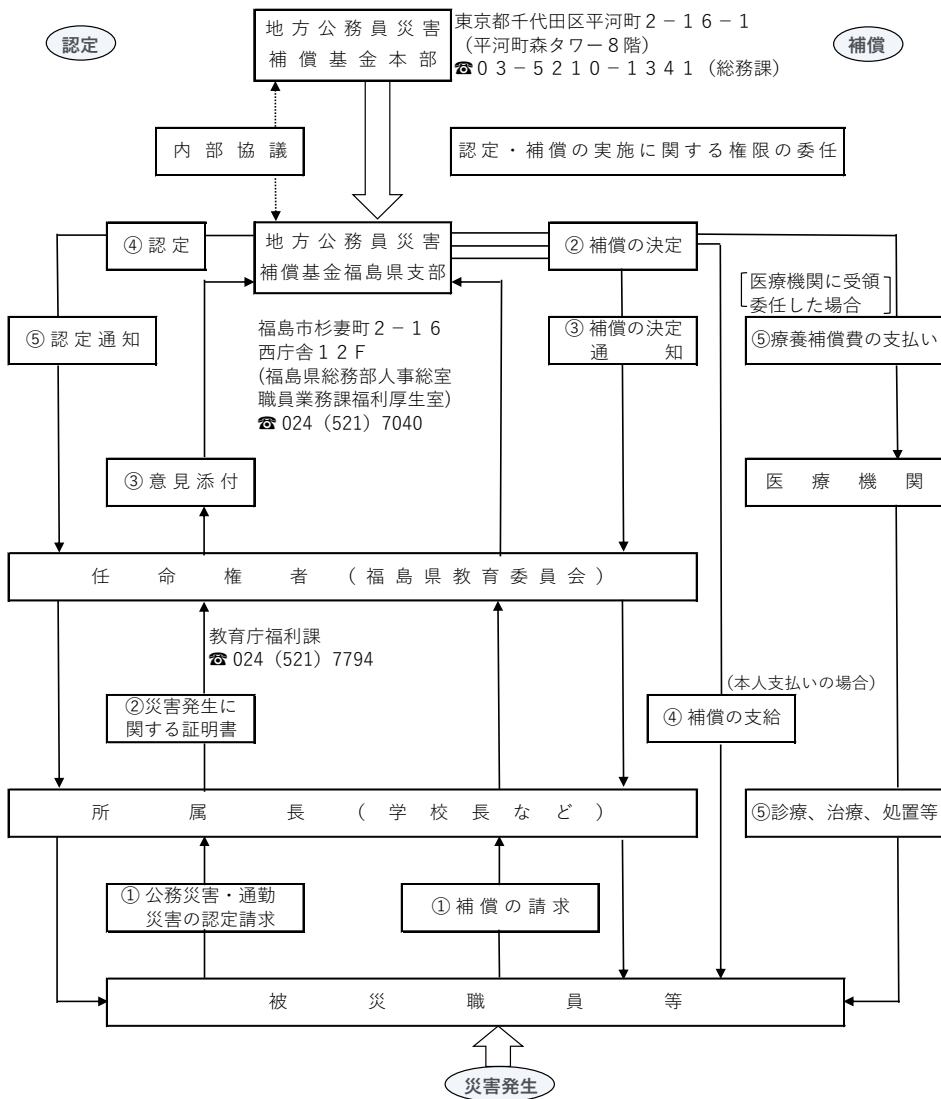 認定
地方公務員災害
補償基金本部
東京都千代田区平河町２－１６－１
（平河町森タワー８階）
☎０３－５２１０－１３４１（総務課）
補償
内部協議
認定・補償の実施に関する権限の委任
④認定
地方公務員災害
補償基金福島県支部
②補償の決定
医療機関に受領
委任した場合
⑤認定通知
福島市杉妻町２－１６
西庁舎１２Ｆ
(福島県総務部人事総室
職員業務課福利厚生室)
☎ 024（521）7040
③補償の決定
通知
⑤療養補償費の支払い
③意見添付
医療機関
任命権者（福島県教育委員会）
教育庁福利課
☎ 024（521）7794
（本人支払いの場合）
②災害発生に
関する証明書
④補償の支給
所属長（学校長など）
⑤診療、治療、処置等
①公務災害・通勤
災害の認定請求
①補償の請求
被災職員等
災害発生